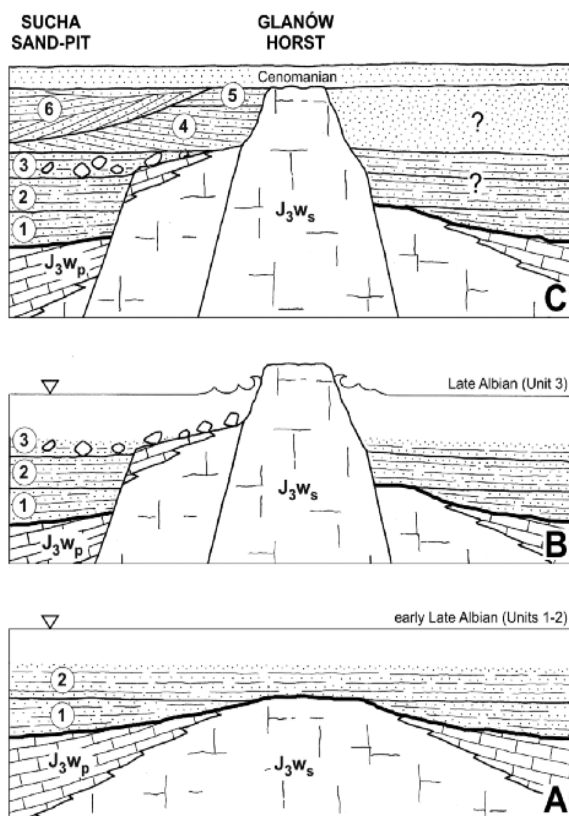 SUCHA
SAND-PIT
GLANÓW
HORST
Cenomanian
6
5
4
?
3
?
2
1
J₃wₛ
J₃wₚ
C
Late Albian (Unit 3)
3
2
1
J₃wₛ
J₃wₚ
B
early Late Albian (Units 1-2)
2
1
J₃wₚ
J₃wₛ
A